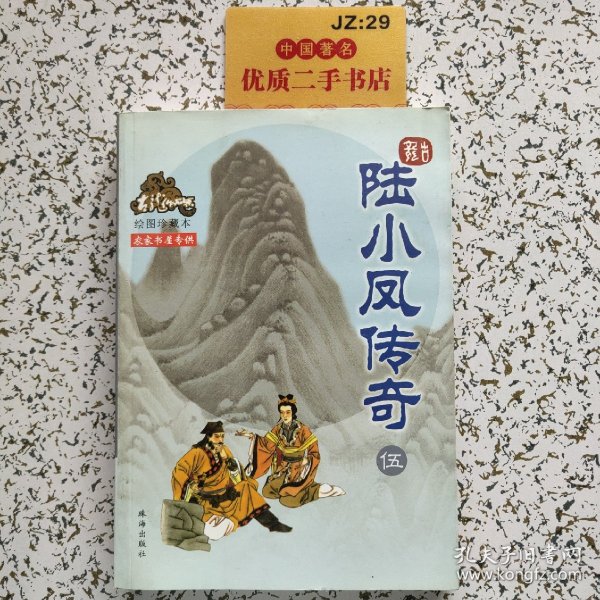 JZ:29
中国著名
优质二手书店
古龍
陆小凤传奇
伍
绘图珍藏本
农家书屋专供
珠海出版社
孔夫子旧书网
www.kongfz.com